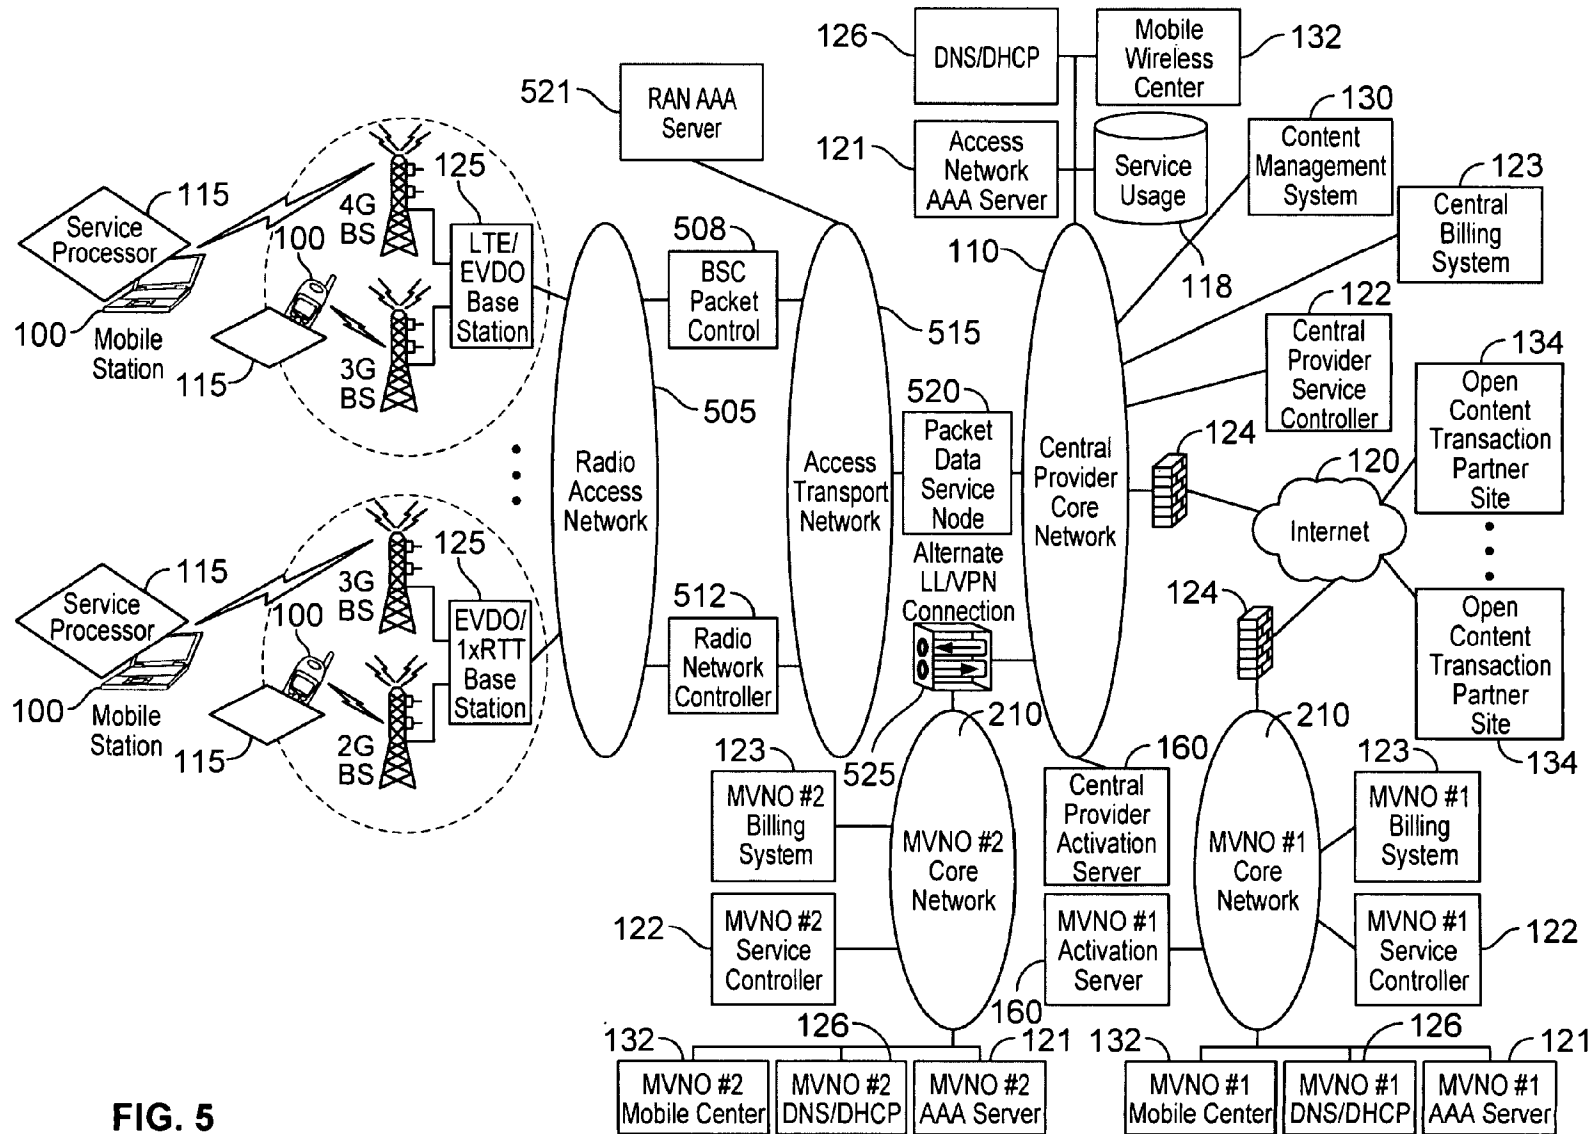 126
DNS/DHCP
Mobile
Wireless
Center
132
521
RAN AAA
Server
121
Access
Network
AAA Server
Service
Usage
118
130
Content
Management
System
123
Central
Billing
System
122
Central
Provider
Service
Controller
115
Service
Processor
100
Mobile
Station
4G
BS
125
LTE/
EVDO
Base
Station
100
115
3G
BS
505
Radio
Access
Network
508
BSC
Packet
Control
515
Access
Transport
Network
520
Packet
Data
Service
Node
110
Central
Provider
Core
Network
124
120
Internet
134
Open
Content
Transaction
Partner
Site
Open
Content
Transaction
Partner
Site
134
115
Service
Processor
100
Mobile
Station
3G
BS
125
EVDO/
1xRTT
Base
Station
100
115
2G
BS
512
Radio
Network
Controller
Alternate
LL/VPN
Connection
525
124
210
MVNO #2
Core
Network
123
MVNO #2
Billing
System
122
MVNO #2
Service
Controller
160
Central
Provider
Activation
Server
210
MVNO #1
Core
Network
MVNO #1
Activation
Server
160
123
MVNO #1
Billing
System
MVNO #1
Service
Controller
122
132
MVNO #2
Mobile Center
126
MVNO #2
DNS/DHCP
121
MVNO #2
AAA Server
132
MVNO #1
Mobile Center
126
MVNO #1
DNS/DHCP
121
MVNO #1
AAA Server
FIG. 5